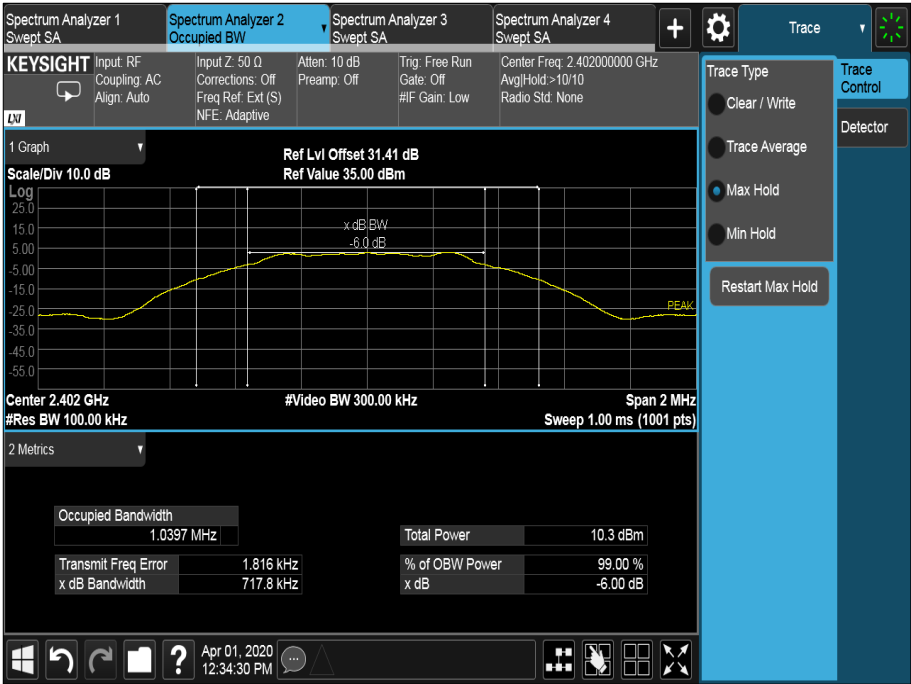 Spectrum Analyzer 1
Swept SA
Spectrum Analyzer 2
Occupied BW
Spectrum Analyzer 3
Swept SA
Spectrum Analyzer 4
Swept SA
+
Trace
KEYSIGHT
LXI
Input: RF
Coupling: AC
Align: Auto
Input Z: 50 Ω
Corrections: Off
Freq Ref: Ext (S)
NFE: Adaptive
Atten: 10 dB
Preamp: Off
Trig: Free Run
Gate: Off
#IF Gain: Low
Center Freq: 2.402000000 GHz
Avg|Hold:>10/10
Radio Std: None
Trace Type
Clear / Write
Trace Average
Max Hold
Min Hold
Restart Max Hold
Trace
Control
Detector
1 Graph
Scale/Div 10.0 dB
Ref Lvl Offset 31.41 dB
Ref Value 35.00 dBm
Log
25.0
15.0
5.00
-5.00
-15.0
-25.0
-35.0
-45.0
-55.0
x dB BW
-6.0 dB
PEAK
Center 2.402 GHz
#Video BW 300.00 kHz
Span 2 MHz
#Res BW 100.00 kHz
Sweep 1.00 ms (1001 pts)
2 Metrics
Occupied Bandwidth
1.0397 MHz
Total Power
10.3 dBm
Transmit Freq Error
1.816 kHz
% of OBW Power
99.00 %
x dB Bandwidth
717.8 kHz
x dB
-6.00 dB
?
Apr 01, 2020
12:34:30 PM